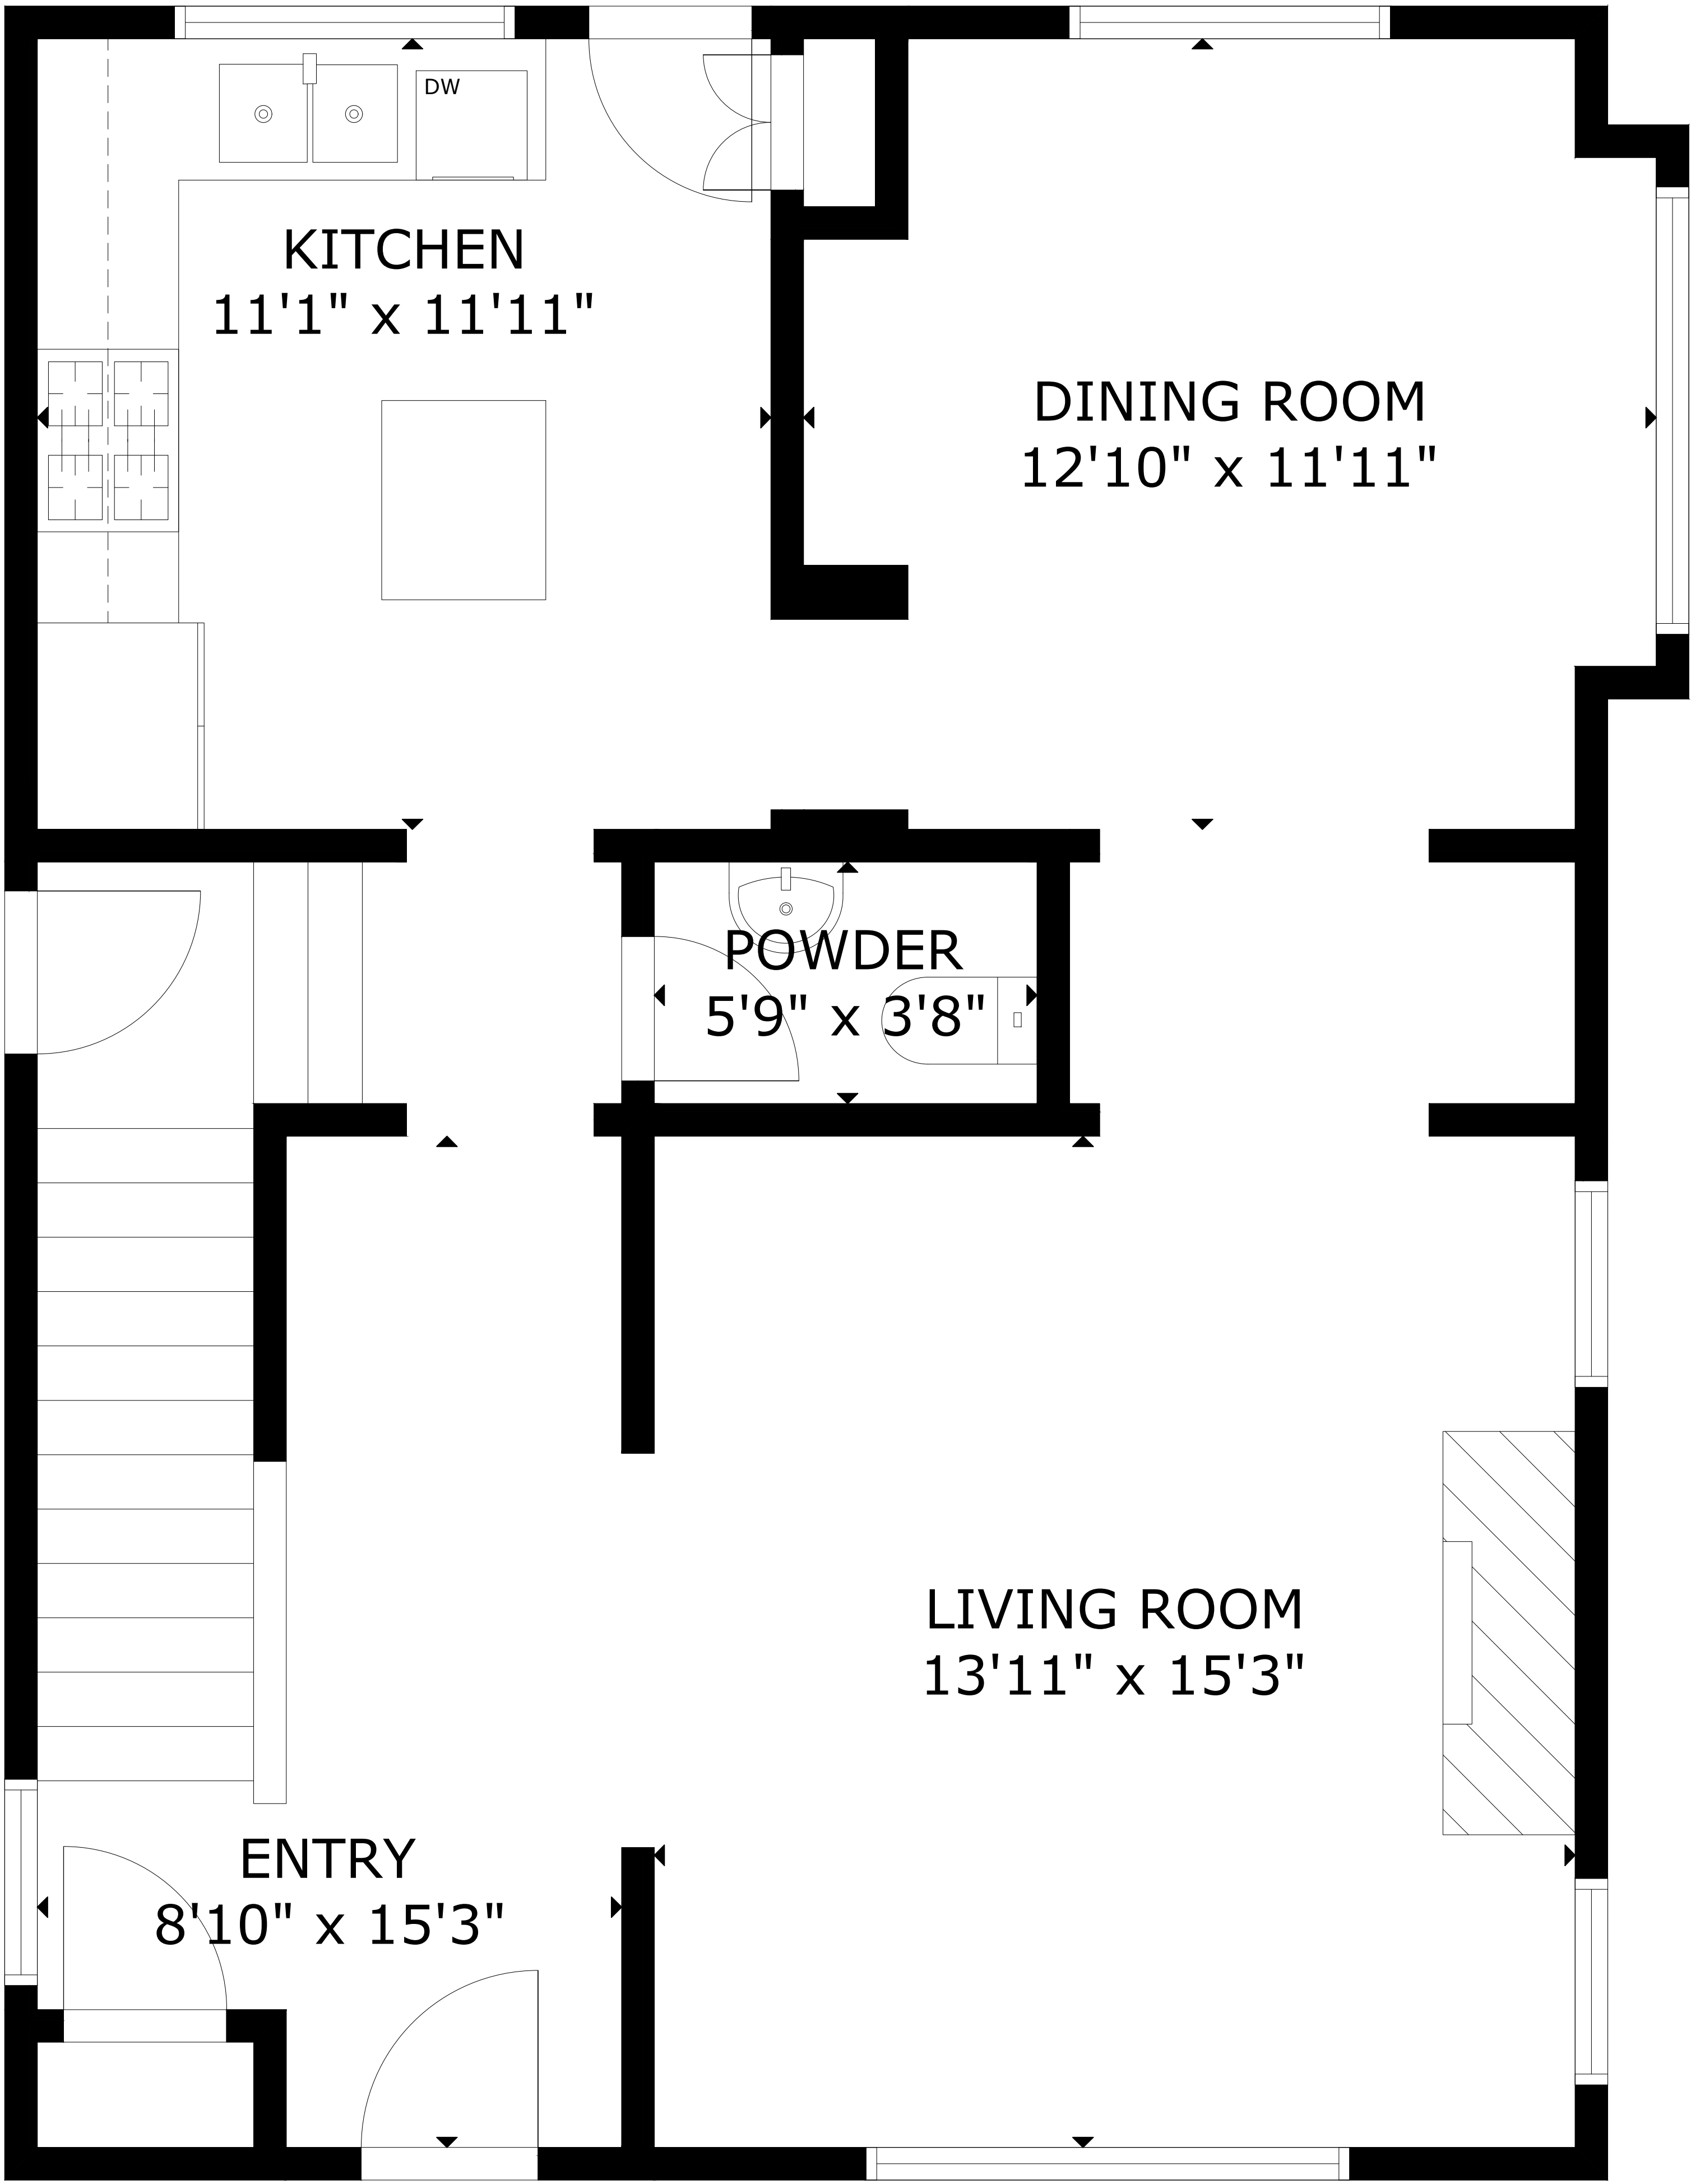 DW
KITCHEN
11'1" x 11'11"
DINING ROOM
12'10" x 11'11"
POWDER
5'9" x 3'8"
LIVING ROOM
13'11" x 15'3"
ENTRY
8'10" x 15'3"